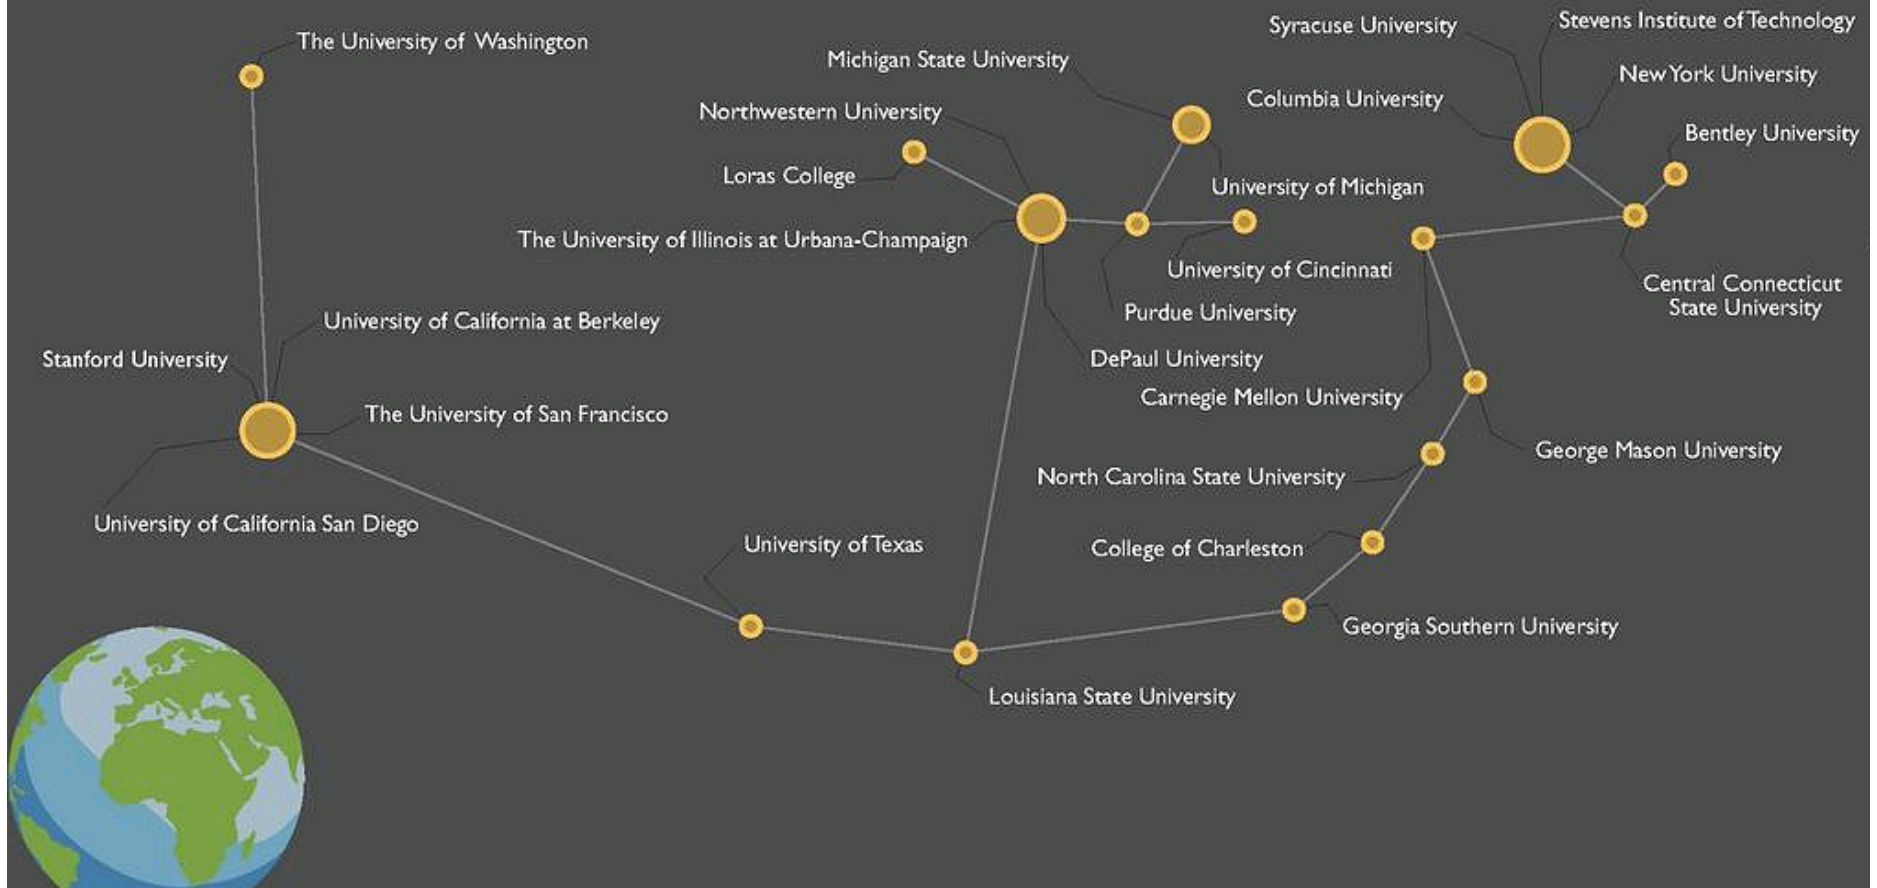 Syracuse University
Stevens Institute of Technology
The University of Washington
Michigan State University
New York University
Columbia University
Northwestern University
Bentley University
Loras College
University of Michigan
The University of Illinois at Urbana-Champaign
University of Cincinnati
Central Connecticut
State University
Purdue University
University of California at Berkeley
Stanford University
DePaul University
Carnegie Mellon University
The University of San Francisco
George Mason University
North Carolina State University
University of California San Diego
University of Texas
College of Charleston
Georgia Southern University
Louisiana State University